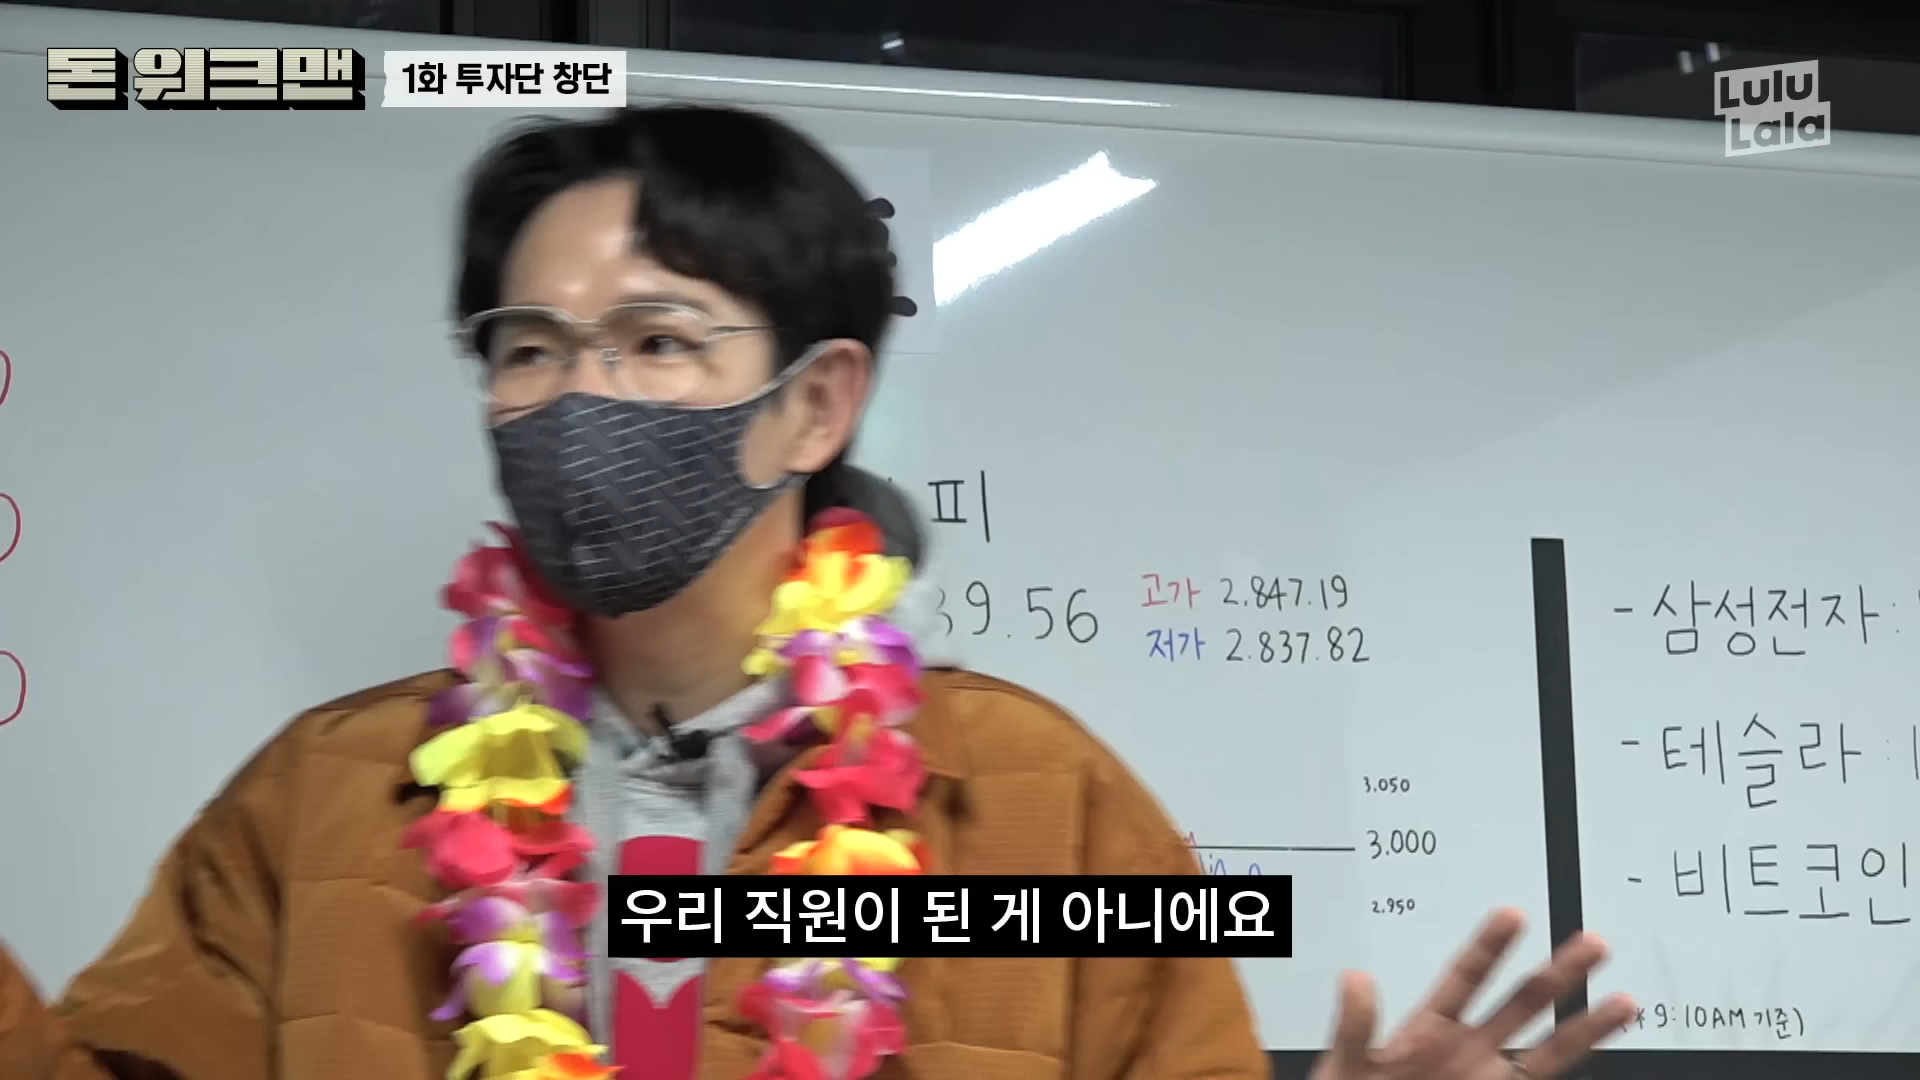 돈 워크맨
1화 투자단 창단
Lulu
Lala
피
39.56
고가 2.847.19
저가 2.837.82
3.050
3.000
2.950
- 삼성전자 :
- 테슬라 :
- 비트코인
* 9:10AM 기준)
우리 직원이 된 게 아니에요